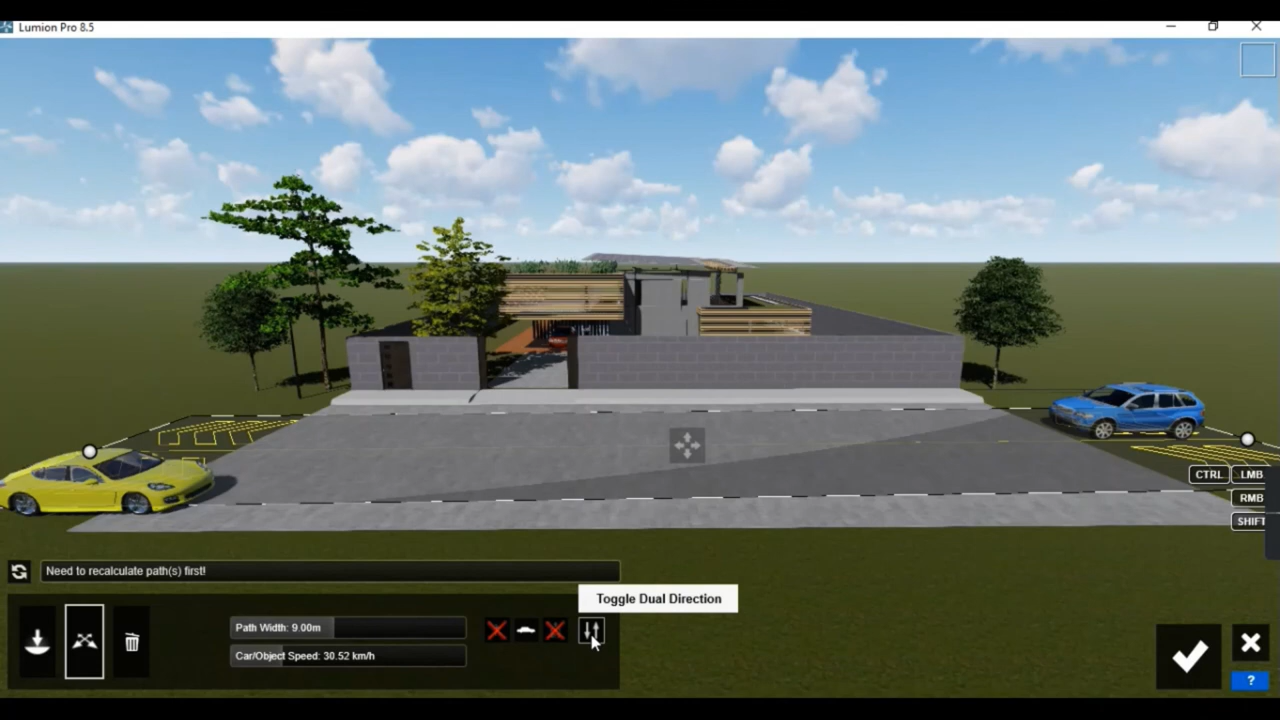 Lumion Pro 8.5
CTRL LMB
RMB
SHIFT
Need to recalculate path(s) first!
Toggle Dual Direction
Path Width: 9.00m
Car/Object Speed: 30.52 km/h
?